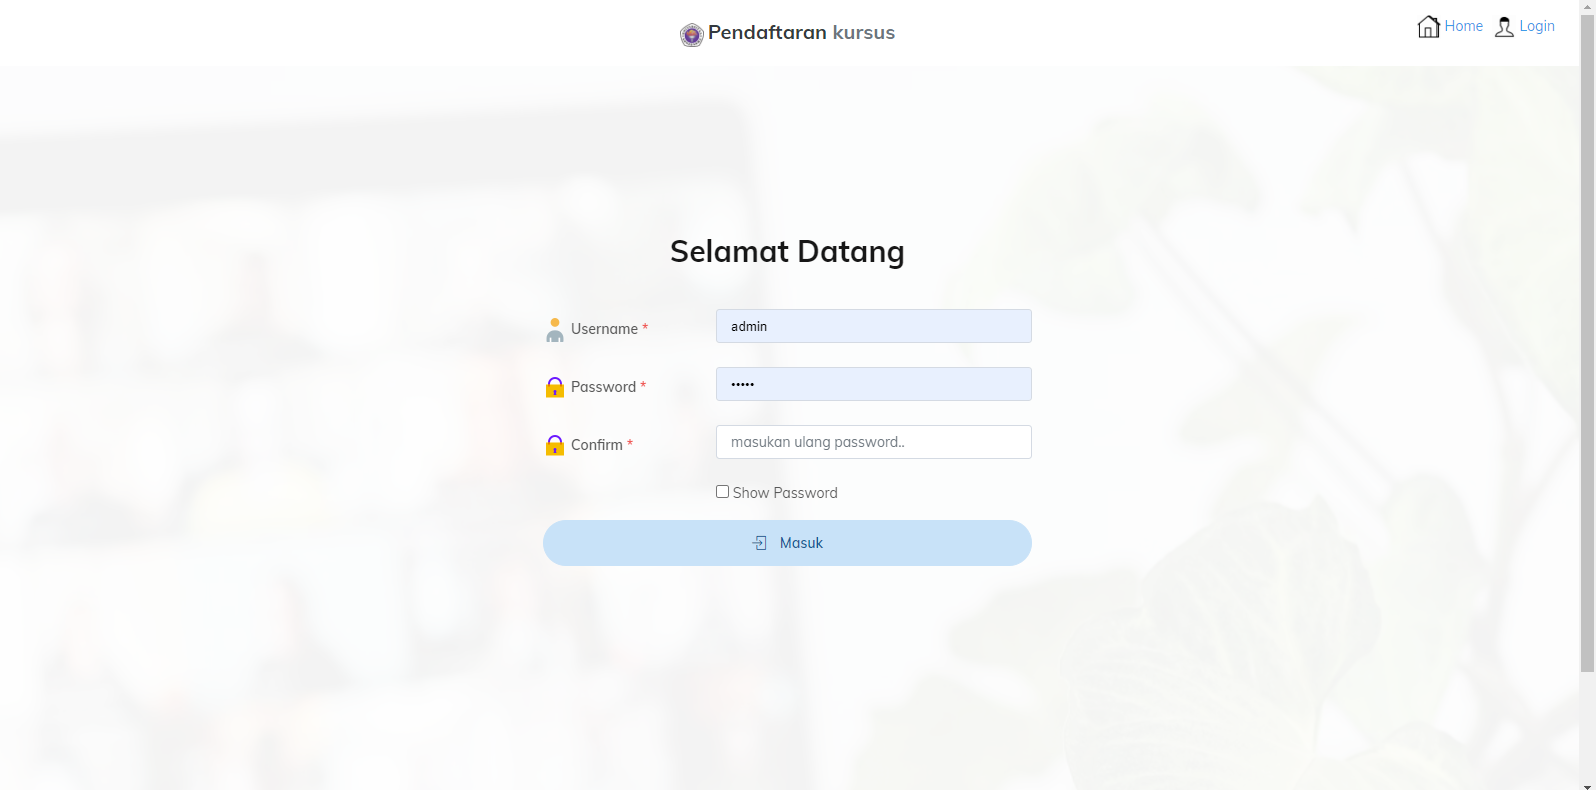 Pendaftaran kursus
Home
Login
Selamat Datang
Username *
admin
Password *
•••••
Confirm *
masukan ulang password..
Show Password
Masuk